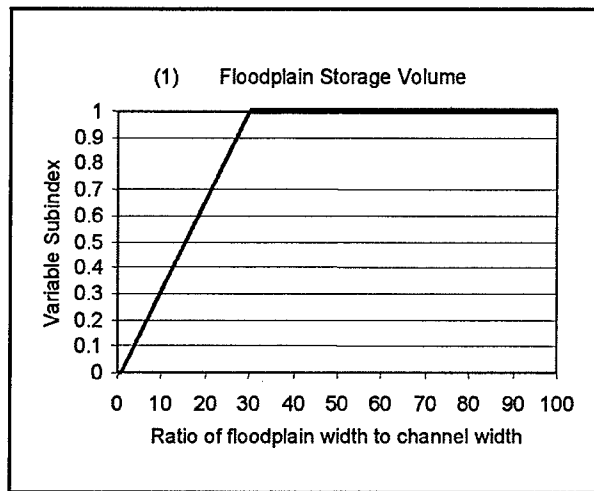 (1) Floodplain Storage Volume
Variable Subindex
1
0.9
0.8
0.7
0.6
0.5
0.4
0.3
0.2
0.1
0
0 10 20 30 40 50 60 70 80 90 100
Ratio of floodplain width to channel width